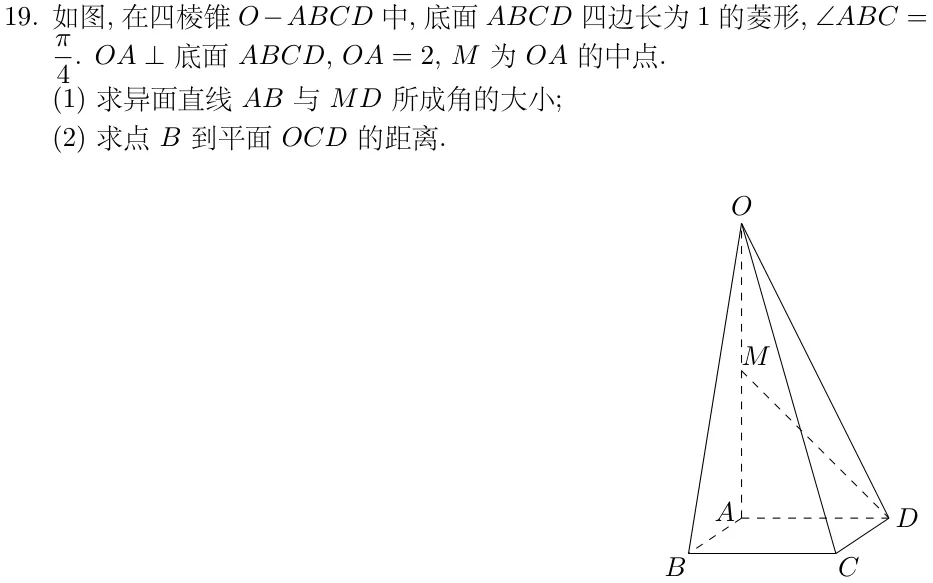 19. 如图, 在四棱锥 O − ABCD 中, 底面 ABCD 四边长为 1 的菱形, ∠ABC =
π/4. OA ⊥ 底面 ABCD, OA = 2, M 为 OA 的中点.
(1) 求异面直线 AB 与 MD 所成角的大小;
(2) 求点 B 到平面 OCD 的距离.
O
M
A
D
B
C